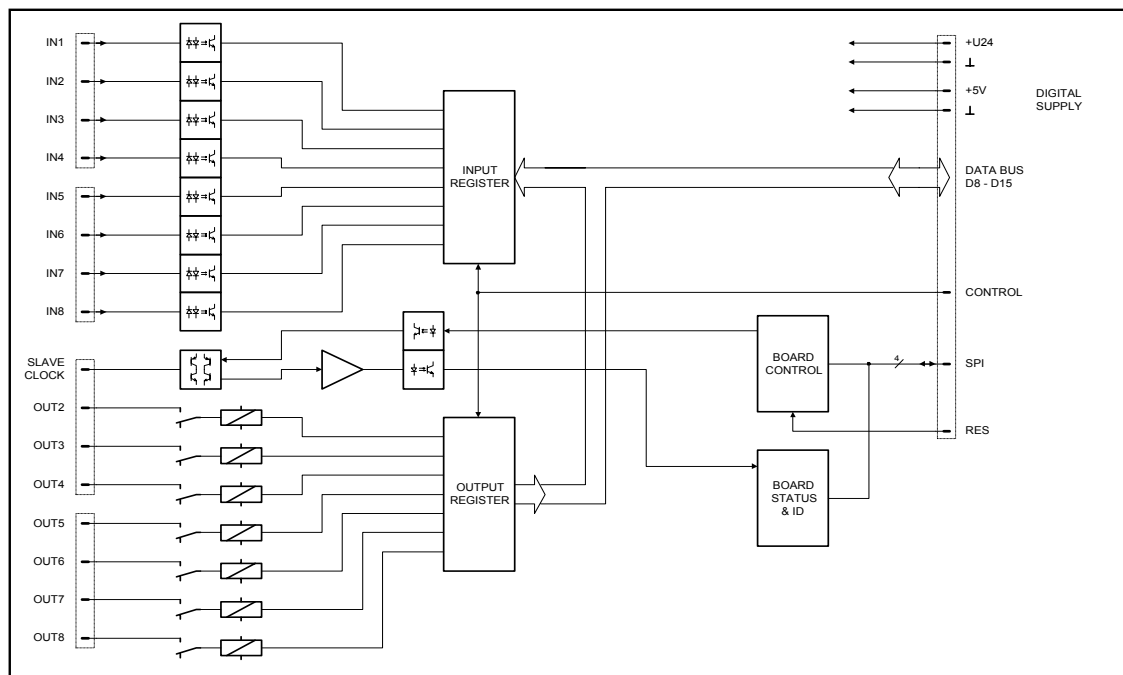 IN1
IN2
IN3
IN4
IN5
IN6
IN7
IN8
SLAVE
CLOCK
OUT2
OUT3
OUT4
OUT5
OUT6
OUT7
OUT8
INPUT
REGISTER
OUTPUT
REGISTER
BOARD
CONTROL
BOARD
STATUS
& ID
4
+U24
+5V
DIGITAL
SUPPLY
DATA BUS
D8 - D15
CONTROL
SPI
RES